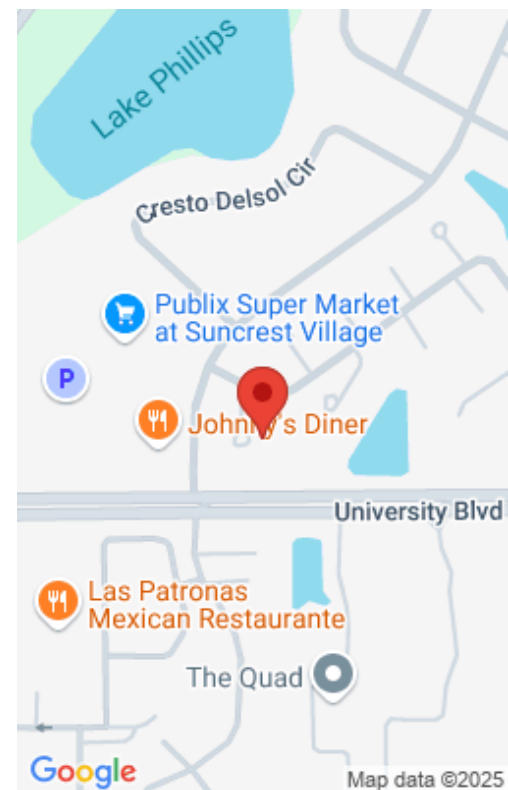 Lake Phillips
Cresto Delsol Cir
Publix Super Market
at Suncrest Village
P
Johnny's Diner
University Blvd
Las Patronas
Mexican Restaurante
The Quad
Google
Map data ©2025